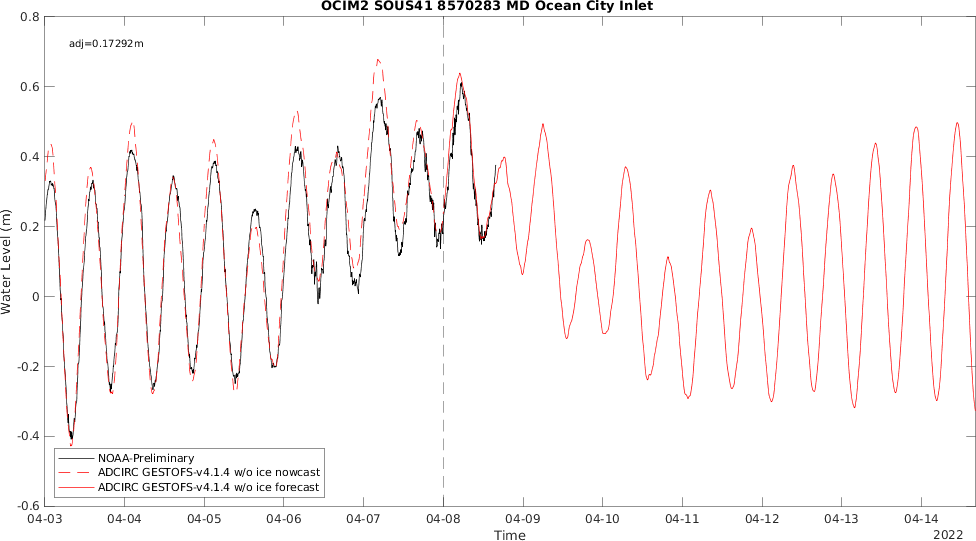 OCIM2 SOUS41 8570283 MD Ocean City Inlet
adj=0.17292m
Water Level (m)
0.8
0.6
0.4
0.2
0
-0.2
-0.4
-0.6
NOAA-Preliminary
ADCIRC GESTOFS-v4.1.4 w/o ice nowcast
ADCIRC GESTOFS-v4.1.4 w/o ice forecast
04-03 04-04 04-05 04-06 04-07 04-08 04-09 04-10 04-11 04-12 04-13 04-14
Time
2022